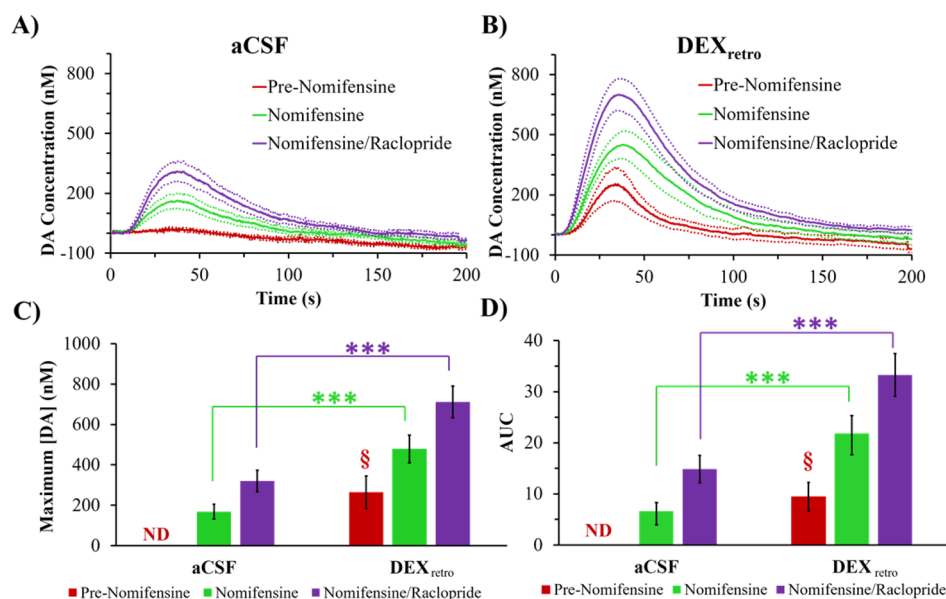 A)
aCSF
DA Concentration (nM)
800
500
200
-100
Pre-Nomifensine
Nomifensine
Nomifensine/Raclopride
0
50
100
150
200
Time (s)
B)
DEXretro
DA Concentration (nM)
800
500
200
-100
Pre-Nomifensine
Nomifensine
Nomifensine/Raclopride
0
50
100
150
200
Time (s)
C)
Maximum [DA] (nM)
1000
800
600
400
200
0
***
***
§
ND
aCSF
DEXretro
Pre-Nomifensine
Nomifensine
Nomifensine/Raclopride
D)
AUC
40
30
20
10
0
***
***
§
ND
aCSF
DEXretro
Pre-Nomifensine
Nomifensine
Nomifensine/Raclopride